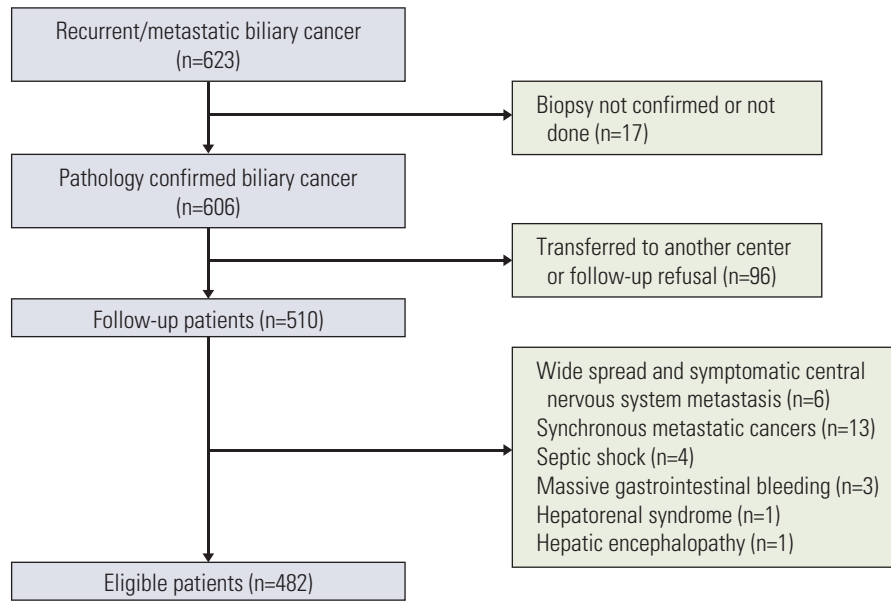 Recurrent/metastatic biliary cancer
(n=623)
Biopsy not confirmed or not
done (n=17)
Pathology confirmed biliary cancer
(n=606)
Transferred to another center
or follow-up refusal (n=96)
Follow-up patients (n=510)
Wide spread and symptomatic central
nervous system metastasis (n=6)
Synchronous metastatic cancers (n=13)
Septic shock (n=4)
Massive gastrointestinal bleeding (n=3)
Hepatorenal syndrome (n=1)
Hepatic encephalopathy (n=1)
Eligible patients (n=482)